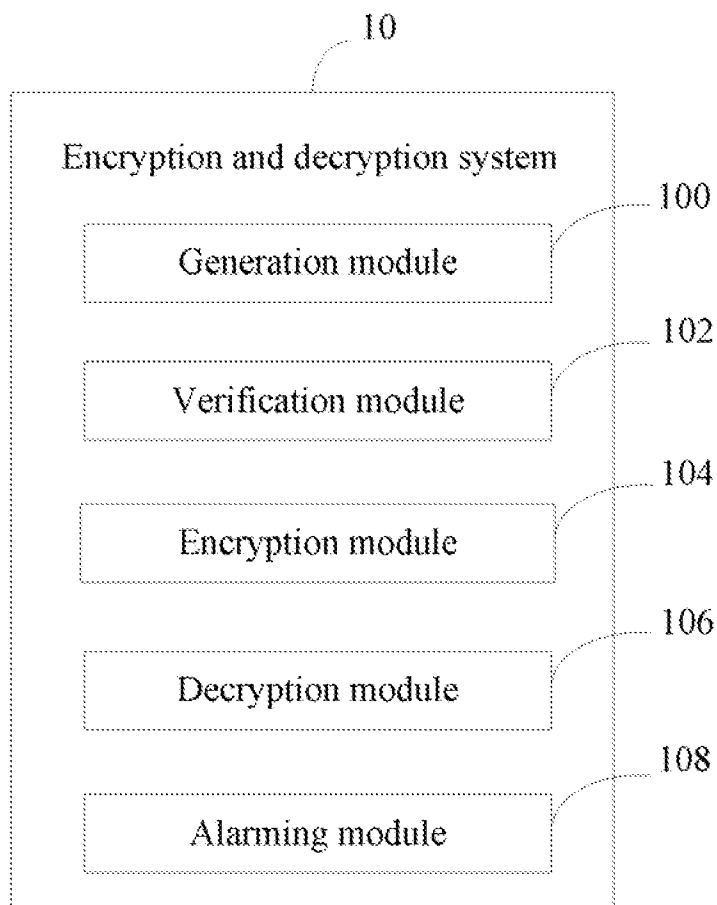 10
Encryption and decryption system
100
Generation module
102
Verification module
104
Encryption module
106
Decryption module
108
Alarming module